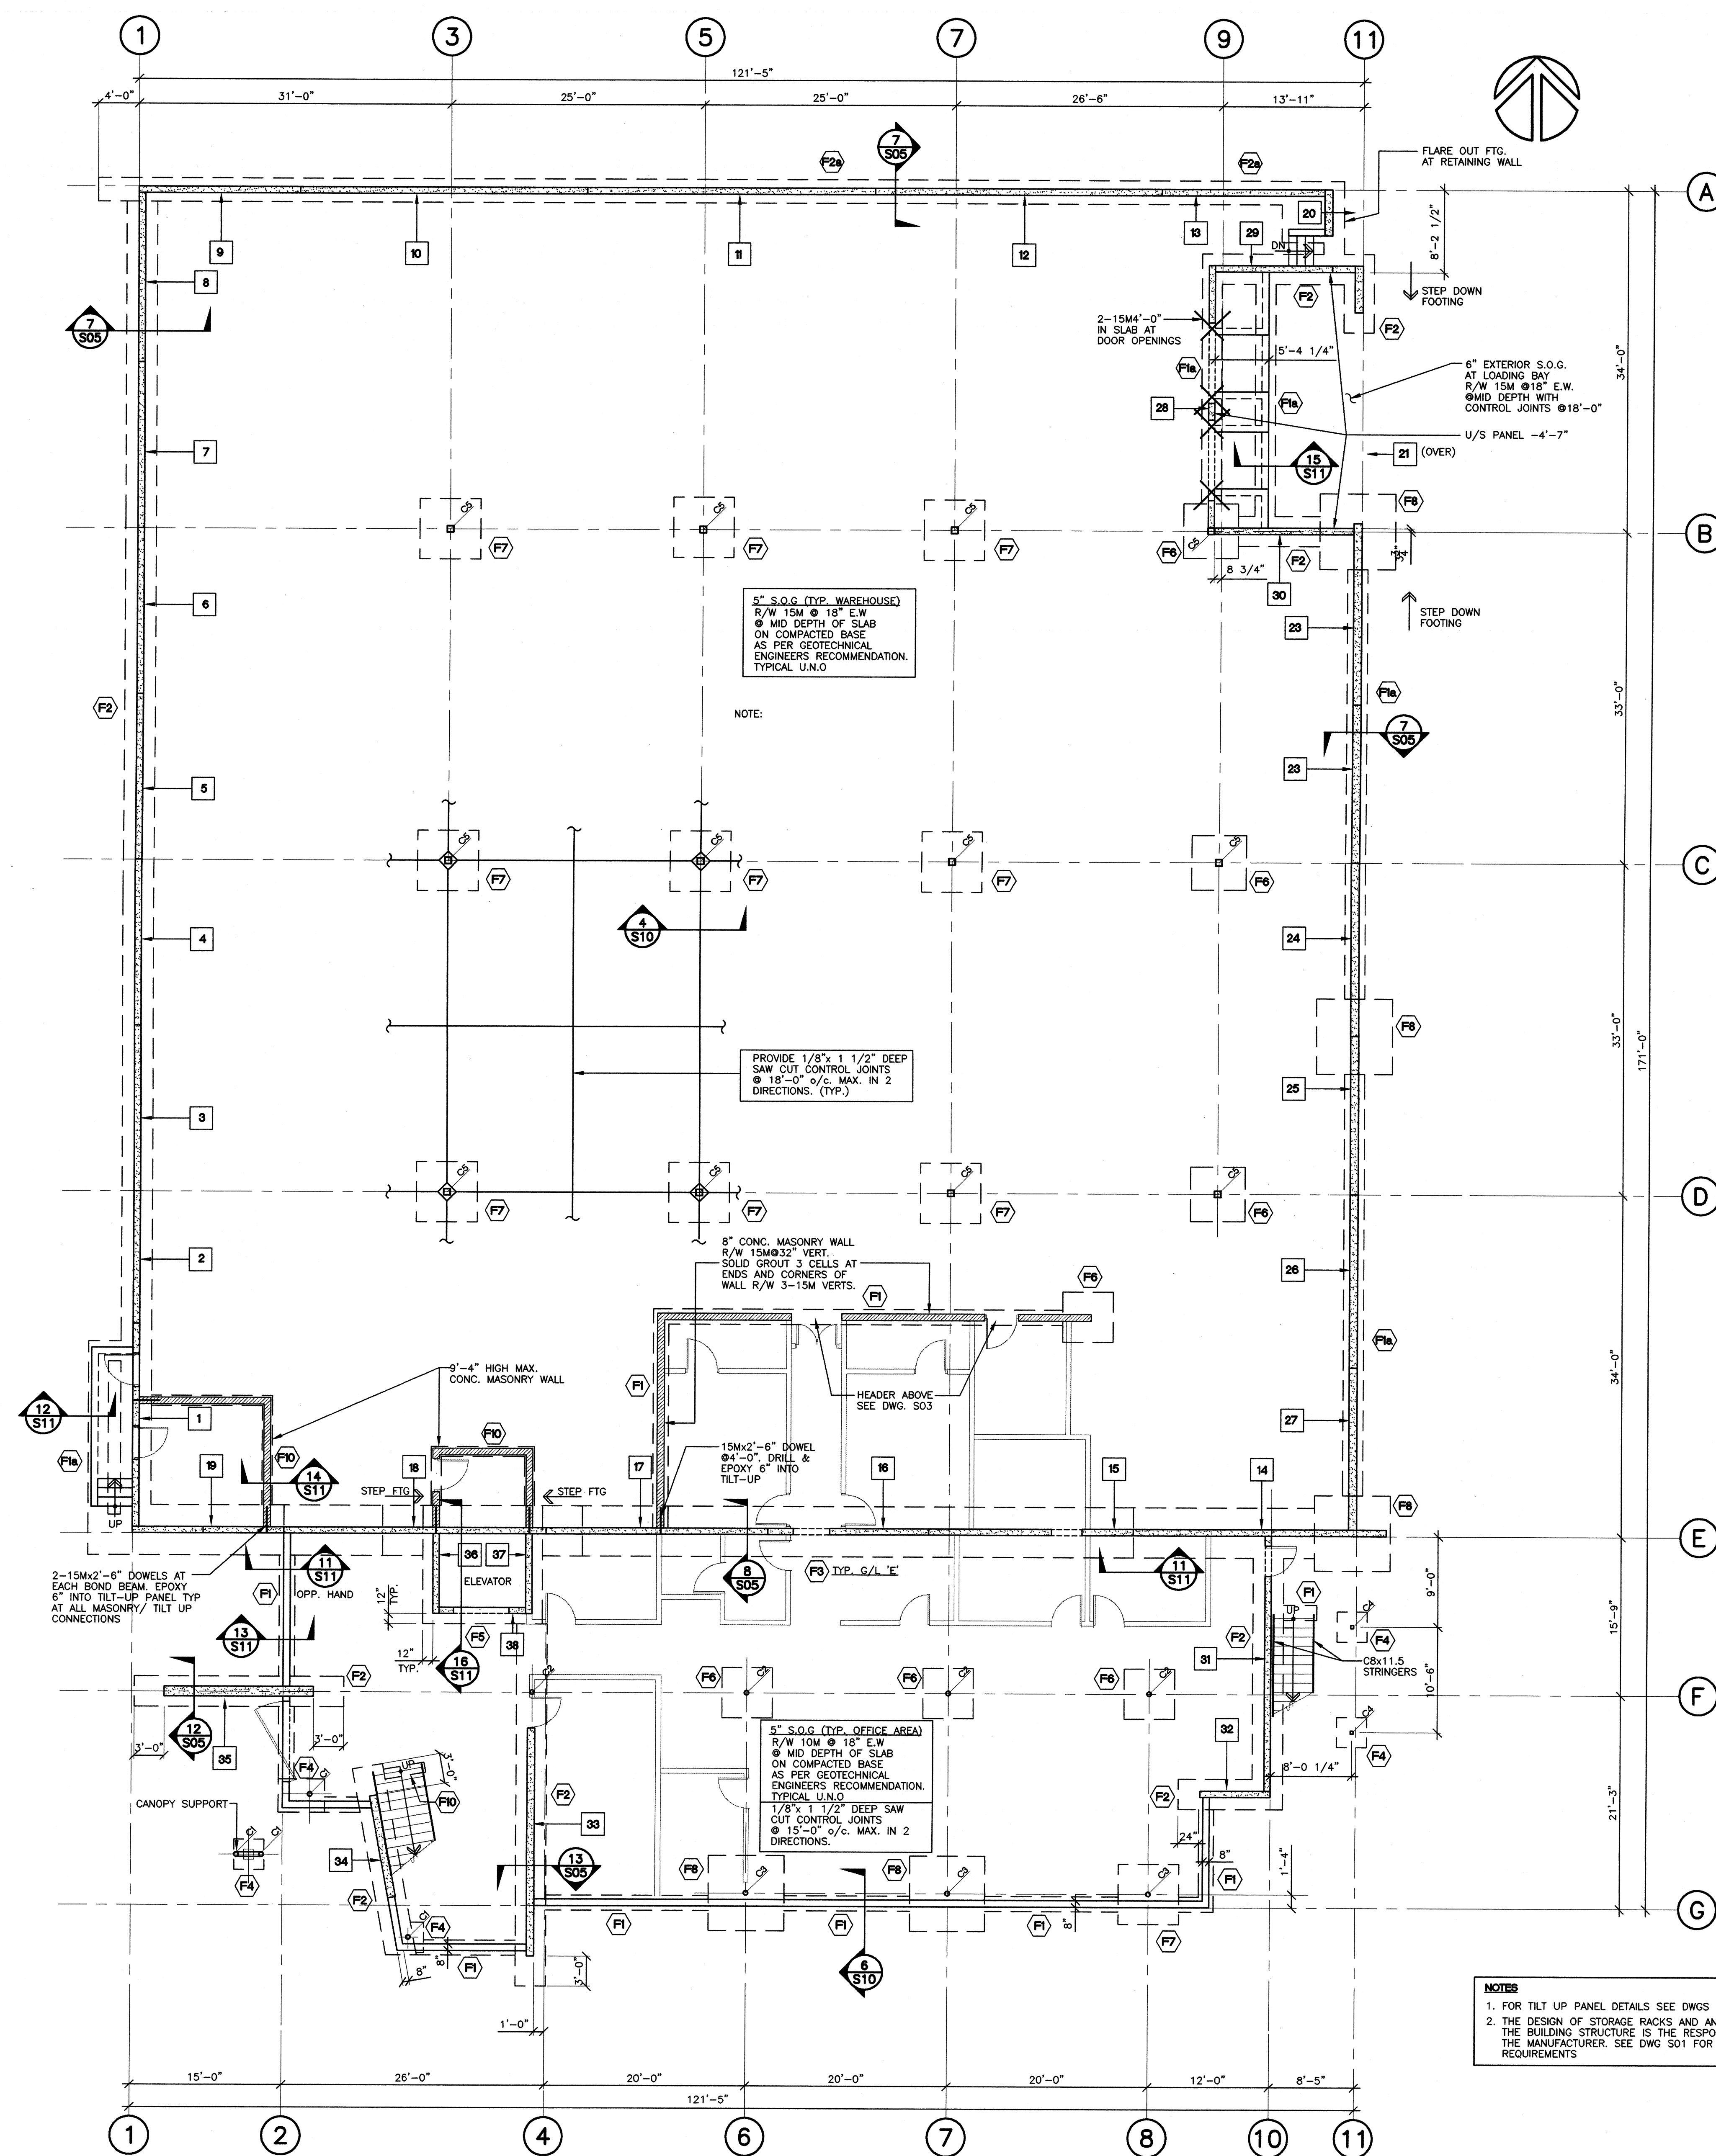 1
3
5
7
9
11
121'-5"
4'-0"
31'-0"
25'-0"
25'-0"
26'-6"
13'-11"
FLARE OUT FTG.
AT RETAINING WALL
A
F2a
7
S05
F2a
9
10
11
12
13
29
20
DN
8'-2 1/2"
8
7
S05
F2
STEP DOWN
FOOTING
F2
2-15M4'-0"
IN SLAB AT
DOOR OPENINGS
5'-4 1/4"
F1a
F1a
6" EXTERIOR S.O.G.
AT LOADING BAY
R/W 15M @18" E.W.
@MID DEPTH WITH
CONTROL JOINTS @18'-0"
34'-0"
28
U/S PANEL -4'-7"
7
15
S11
21
(OVER)
C5
C5
C5
F8
F7
F7
F7
F6
C5
F2
B
8 3/4"
30
6
5" S.O.G (TYP. WAREHOUSE)
R/W 15M @ 18" E.W
@ MID DEPTH OF SLAB
ON COMPACTED BASE
AS PER GEOTECHNICAL
ENGINEERS RECOMMENDATION.
TYPICAL U.N.O
STEP DOWN
FOOTING
23
F2
NOTE:
F1a
33'-0"
7
S05
5
23
C5
C5
C5
C5
C
F7
F7
F7
F6
4
4
S10
24
F8
33'-0"
171'-0"
PROVIDE 1/8"x 1 1/2" DEEP
SAW CUT CONTROL JOINTS
@ 18'-0" o/c. MAX. IN 2
DIRECTIONS. (TYP.)
3
25
C5
C5
C5
C5
D
F7
F7
F7
F6
2
8" CONC. MASONRY WALL
R/W 15M@32" VERT.
SOLID GROUT 3 CELLS AT
ENDS AND CORNERS OF
WALL R/W 3-15M VERTS.
26
F6
F1
F1a
34'-0"
9'-4" HIGH MAX.
CONC. MASONRY WALL
F1
HEADER ABOVE
SEE DWG. S03
12
S11
1
27
F10
15Mx2'-6" DOWEL
@4'-0". DRILL &
EPOXY 6" INTO
TILT-UP
F1a
F10
19
14
S11
18
17
16
15
14
STEP FTG
STEP FTG
F8
UP
E
2-15Mx2'-6" DOWELS AT
EACH BOND BEAM. EPOXY
6" INTO TILT-UP PANEL TYP
AT ALL MASONRY/ TILT UP
CONNECTIONS
11
S11
OPP. HAND
F1
36
37
ELEVATOR
8
S05
F3
TYP. G/L 'E'
11
S11
12"
TYP.
F1
UP
C4
9'-0"
15'-9"
13
S11
F5
38
F2
F4
12"
TYP.
16
S11
31
C8x11.5
STRINGERS
10'-6"
F2
C2
F6
C2
F6
C2
F6
C2
F
12
S05
3'-0"
35
3'-0"
5" S.O.G (TYP. OFFICE AREA)
R/W 10M @ 18" E.W
@ MID DEPTH OF SLAB
ON COMPACTED BASE
AS PER GEOTECHNICAL
ENGINEERS RECOMMENDATION.
TYPICAL U.N.O
1/8"x 1 1/2" DEEP SAW
CUT CONTROL JOINTS
@ 15'-0" o/c. MAX. IN 2
DIRECTIONS.
32
C4
F4
8'-0 1/4"
F4
UP
3'-0"
F10
F2
F2
CANOPY SUPPORT
33
21'-3"
24"
34
F4
13
S05
F8
C3
F8
C3
C3
8"
F1
1'-4"
F2
F4
8"
8"
F1
F1
F1
F1
8"
F7
G
3'-0"
6
S10
1'-0"
NOTES
1. FOR TILT UP PANEL DETAILS SEE DWGS
2. THE DESIGN OF STORAGE RACKS AND
THE BUILDING STRUCTURE IS THE
THE MANUFACTURER. SEE DWG S01 FOR
REQUIREMENTS
15'-0"
26'-0"
20'-0"
20'-0"
20'-0"
12'-0"
8'-5"
121'-5"
1
2
4
6
7
8
10
11